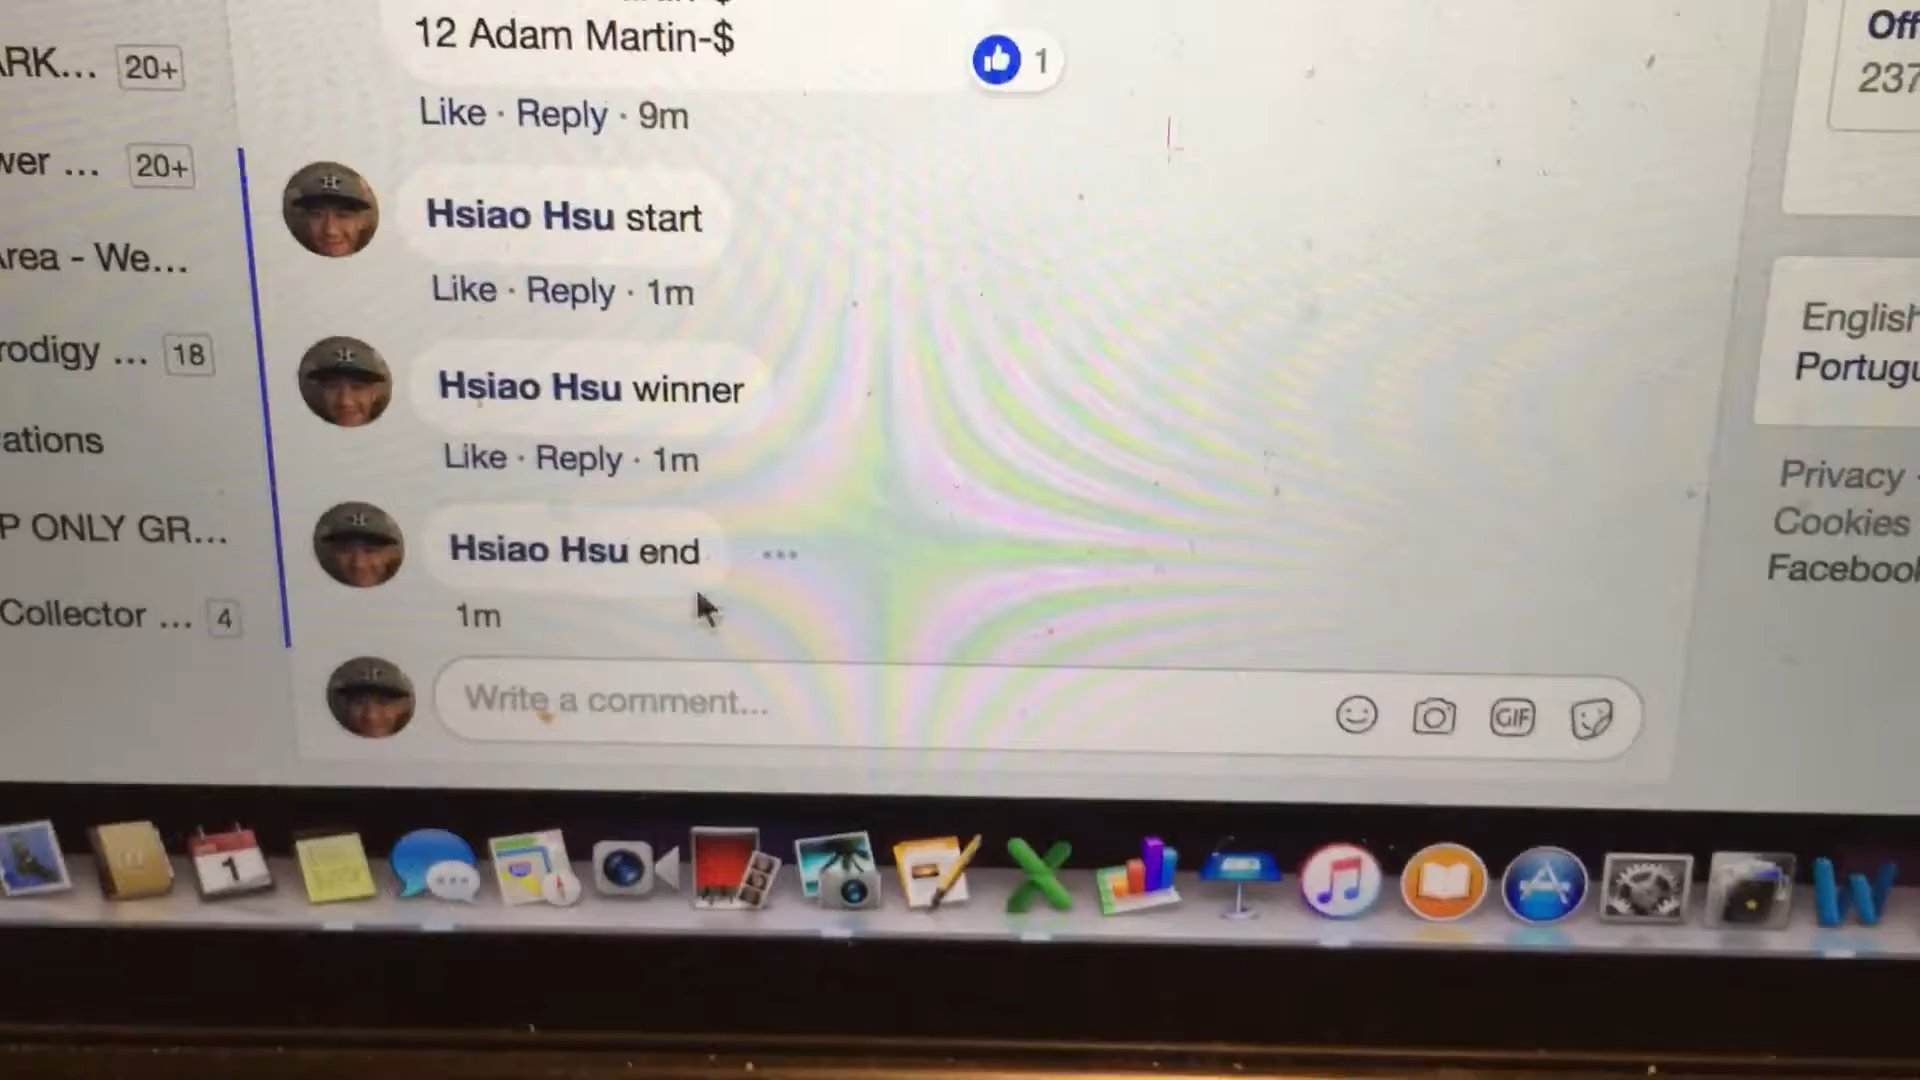 12 Adam Martin-$
1
Like · Reply · 9m
Hsiao Hsu start
Like · Reply · 1m
Hsiao Hsu winner
Like · Reply · 1m
Hsiao Hsu end
1m
Write a comment...
GIF
ARK... 20+
wer ... 20+
Area - We...
rodigy ... 18
ations
P ONLY GR...
Collector ... 4
Off
237
English
Portugu
Privacy ·
Cookies
Facebook
1